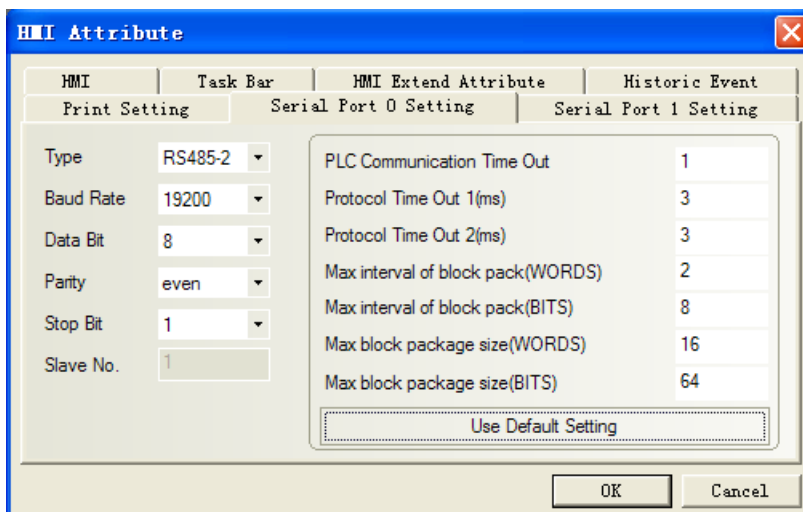 HMI Attribute
HMI Task Bar HMI Extend Attribute Historic Event
Print Setting Serial Port 0 Setting Serial Port 1 Setting
Type RS485-2
Baud Rate 19200
Data Bit 8
Parity even
Stop Bit 1
Slave No. 1
PLC Communication Time Out 1
Protocol Time Out 1(ms) 3
Protocol Time Out 2(ms) 3
Max interval of block pack(WORDS) 2
Max interval of block pack(BITS) 8
Max block package size(WORDS) 16
Max block package size(BITS) 64
Use Default Setting
OK Cancel